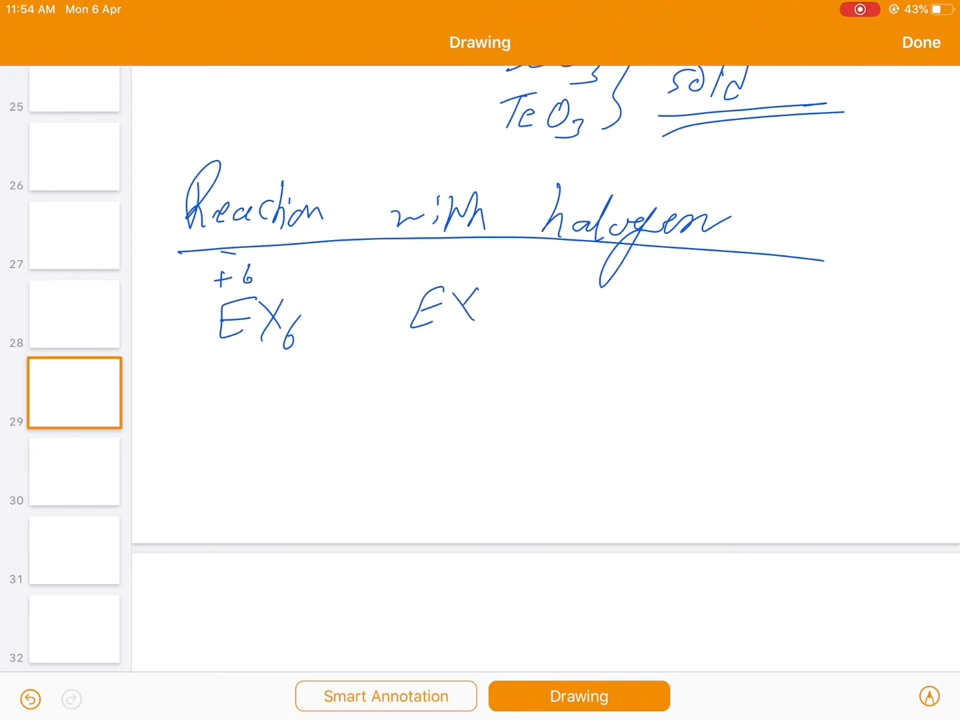 11:54 AM Mon 6 Apr
43%
Drawing
Done
25
TeO3 }
Reaction with halogen
26
27
+6
EX6 EX
28
29
30
31
32
Smart Annotation
Drawing